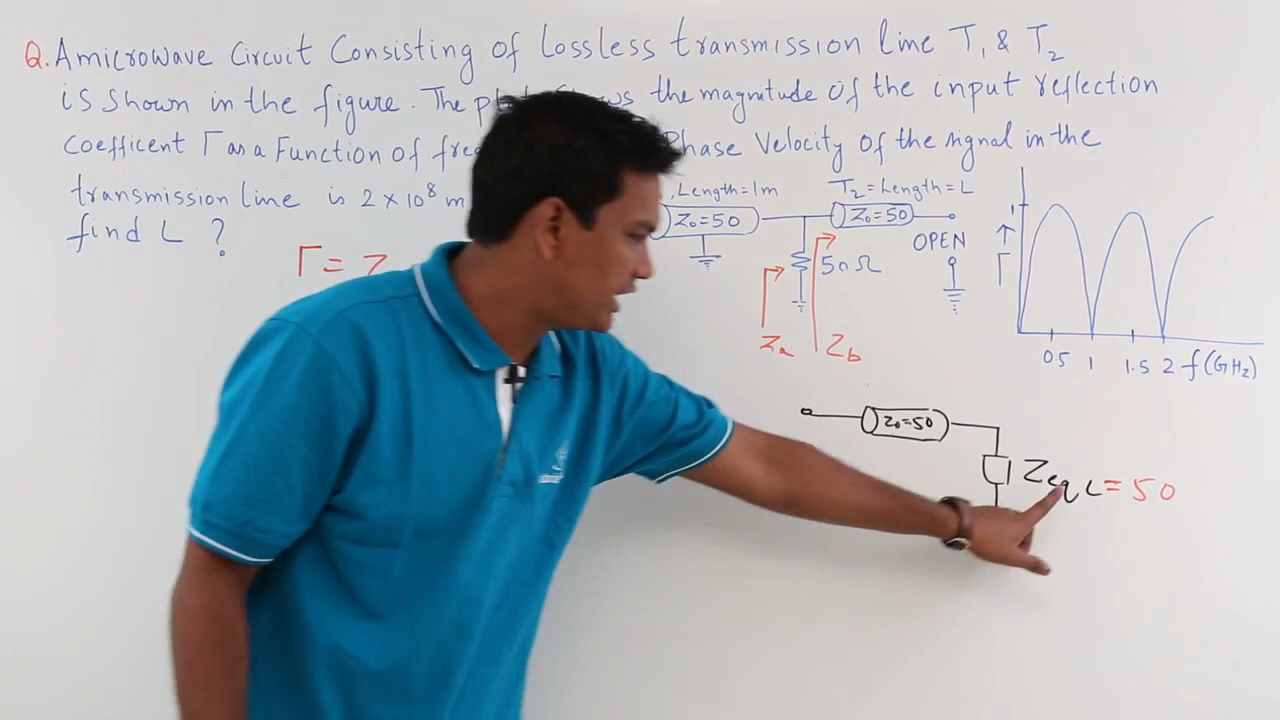 Q. A microwave Circuit Consisting of Lossless transmission line T1 & T2
is shown in the figure. The the magnitude of the input reflection
coefficent Γ as a Function of Phase Velocity of the signal in the
transmission line is 2 × 10^8 m
find L ?
Length = 1m
T2 = Length = L
Z0 = 50
Z0 = 50
OPEN
50Ω
Za
Zb
Γ =
1
Γ
0.5 1 1.5 2 f(GHz)
Z0 = 50
Zeq L = 50